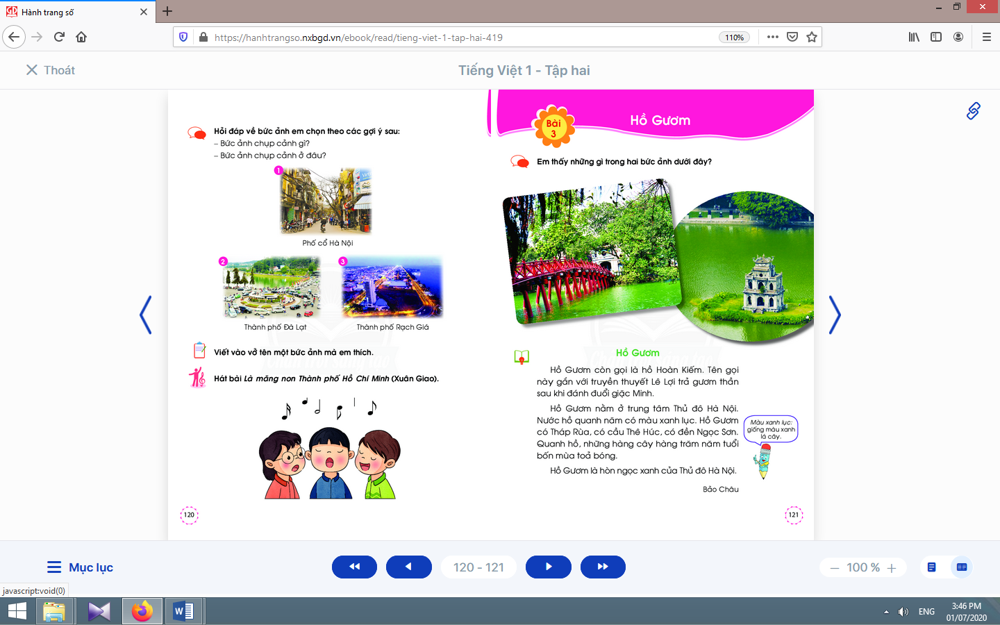 Hành trang số
https://hanhtrangso.nxbgd.vn/ebook/read/tieng-viet-1-tap-hai-419
110%
Thoát
Tiếng Việt 1 - Tập hai
Hỏi đáp về bức ảnh em chọn theo các gợi ý sau:
– Bức ảnh chụp cảnh gì?
– Bức ảnh chụp cảnh ở đâu?
1
Phố cổ Hà Nội
2
3
Thành phố Đà Lạt
Thành phố Rạch Giá
Viết vào vở tên một bức ảnh mà em thích.
Hát bài Là măng non Thành phố Hồ Chí Minh (Xuân Giao).
120
Bài
3
Hồ Gươm
Em thấy những gì trong hai bức ảnh dưới đây?
Hồ Gươm
Hồ Gươm còn gọi là hồ Hoàn Kiếm. Tên gọi
này gắn với truyền thuyết Lê Lợi trả gươm thần
sau khi đánh đuổi giặc Minh.
Hồ Gươm nằm ở trung tâm Thủ đô Hà Nội.
Nước hồ quanh năm có màu xanh lục. Hồ Gươm
có Tháp Rùa, có cầu Thê Húc, có đền Ngọc Sơn.
Quanh hồ, những hàng cây hàng trăm năm tuổi
bốn mùa toả bóng.
Hồ Gươm là hòn ngọc xanh của Thủ đô Hà Nội.
Bảo Châu
Màu xanh lục:
giống màu xanh
lá cây.
121
Mục lục
120 - 121
100 %
javascript:void(0)
ENG
3:46 PM
01/07/2020